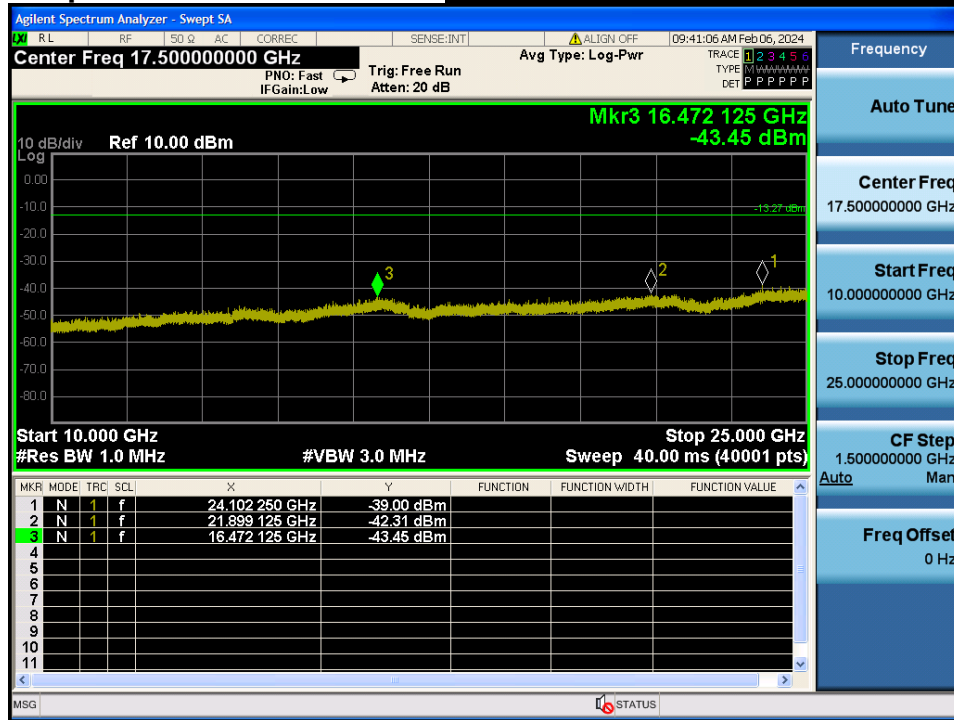 Agilent Spectrum Analyzer - Swept SA
LXI RL RF 50 Ω AC CORREC SENSE:INT ALIGN OFF 09:41:06 AM Feb 06, 2024
Center Freq 17.500000000 GHz
PNO: Fast
IFGain:Low
Trig: Free Run
Atten: 20 dB
Avg Type: Log-Pwr
TRACE 1 2 3 4 5 6
TYPE M WWWWW
DET P P P P P P
Mkr3 16.472 125 GHz
-43.45 dBm
10 dB/div Ref 10.00 dBm
Log
0.00
-10.0
-13.27 dBm
-20.0
-30.0
1
2
3
-40.0
-50.0
-60.0
-70.0
-80.0
Start 10.000 GHz Stop 25.000 GHz
#Res BW 1.0 MHz #VBW 3.0 MHz Sweep 40.00 ms (40001 pts)
MKR MODE TRC SCL X Y FUNCTION FUNCTION WIDTH FUNCTION VALUE
1 N 1 f 24.102 250 GHz -39.00 dBm
2 N 1 f 21.899 125 GHz -42.31 dBm
3 N 1 f 16.472 125 GHz -43.45 dBm
4
5
6
7
8
9
10
11
MSG STATUS
Frequency
Auto Tune
Center Freq
17.500000000 GHz
Start Freq
10.000000000 GHz
Stop Freq
25.000000000 GHz
CF Step
1.500000000 GHz
Auto Man
Freq Offset
0 Hz